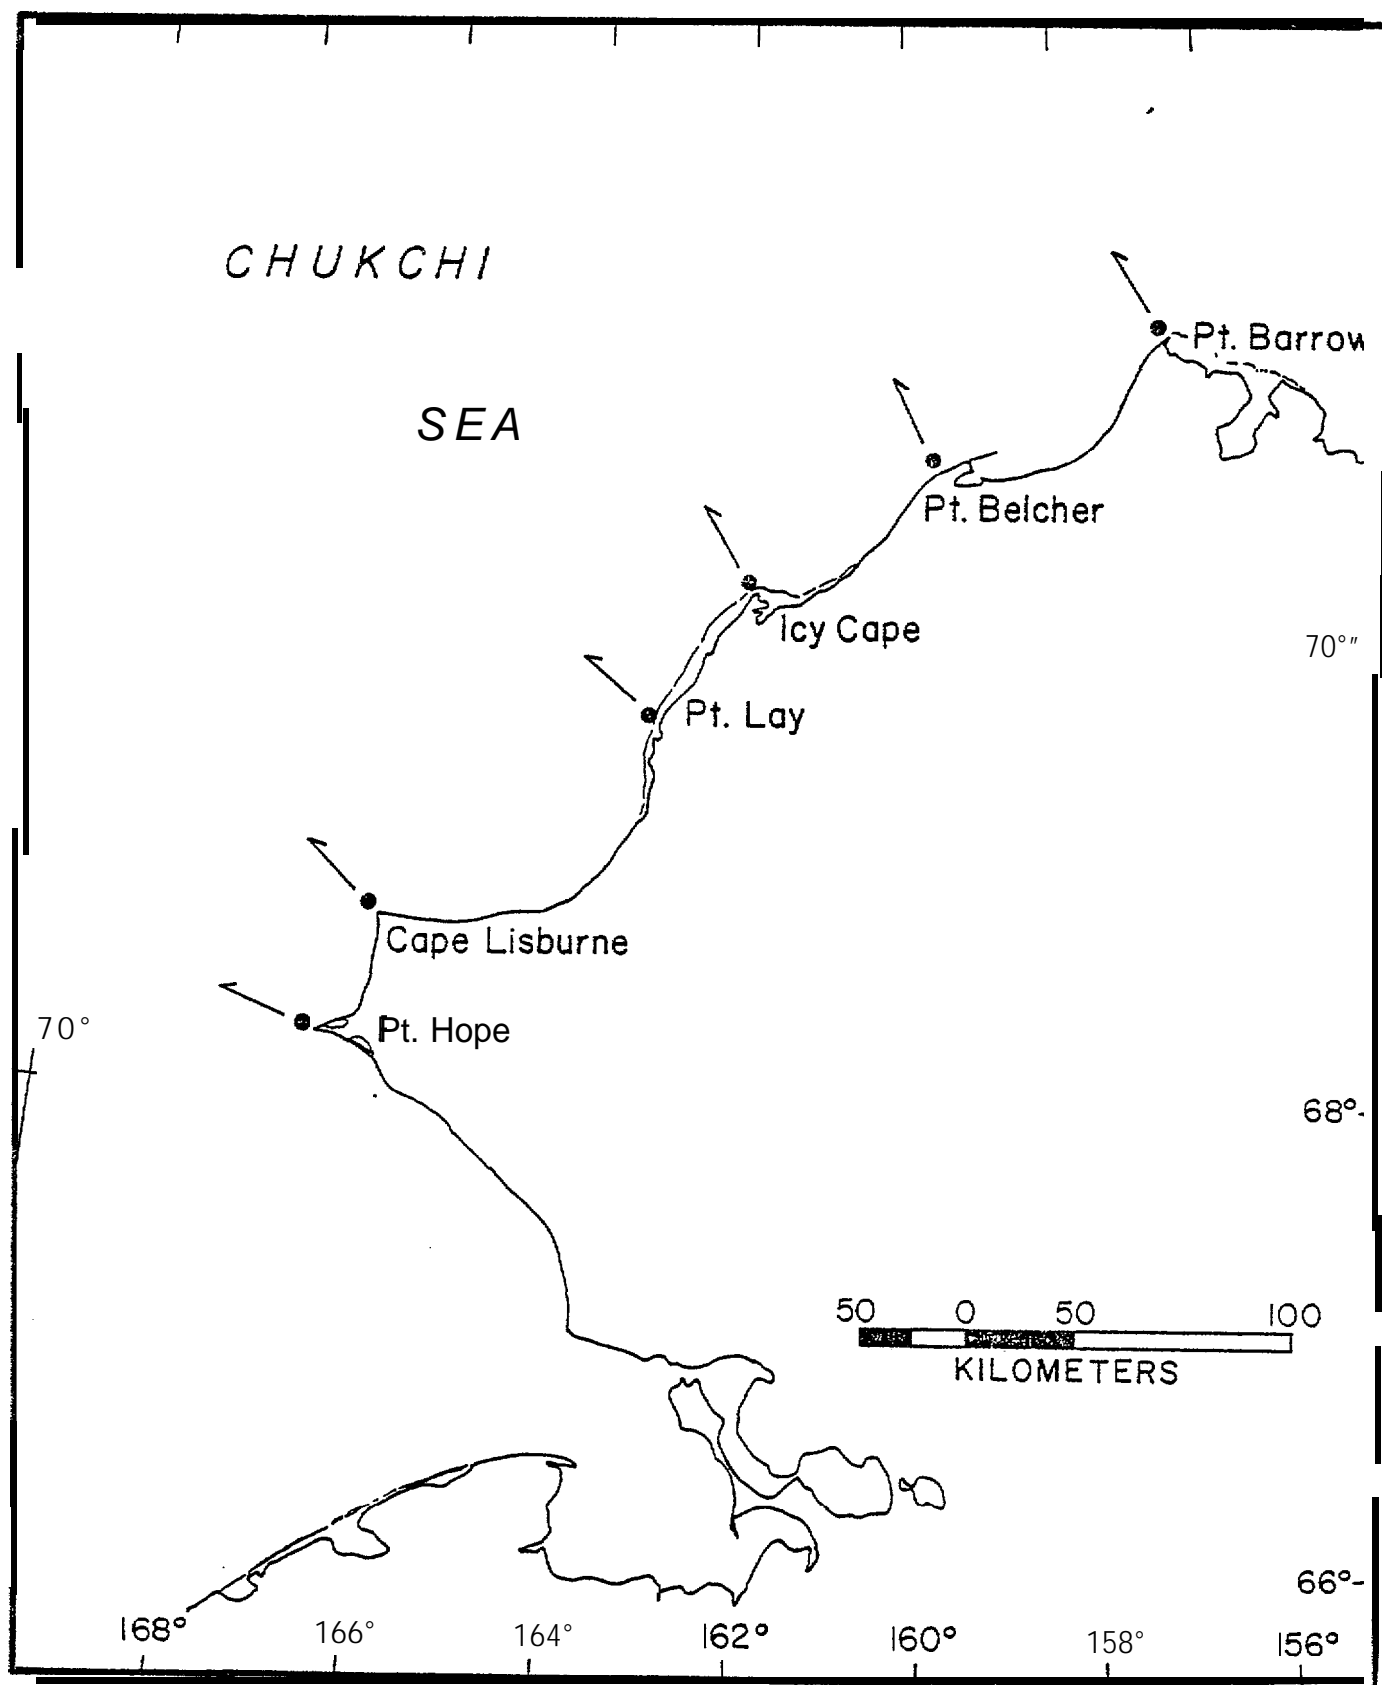 CHUKCHI
Pt. Barrow
SEA
Pt. Belcher
Icy Cape
70°"
Pt. Lay
Cape Lisburne
70°
Pt. Hope
68°
50 0 50 100
KILOMETERS
66°
168° 166° 164° 162° 160° 158° 156°